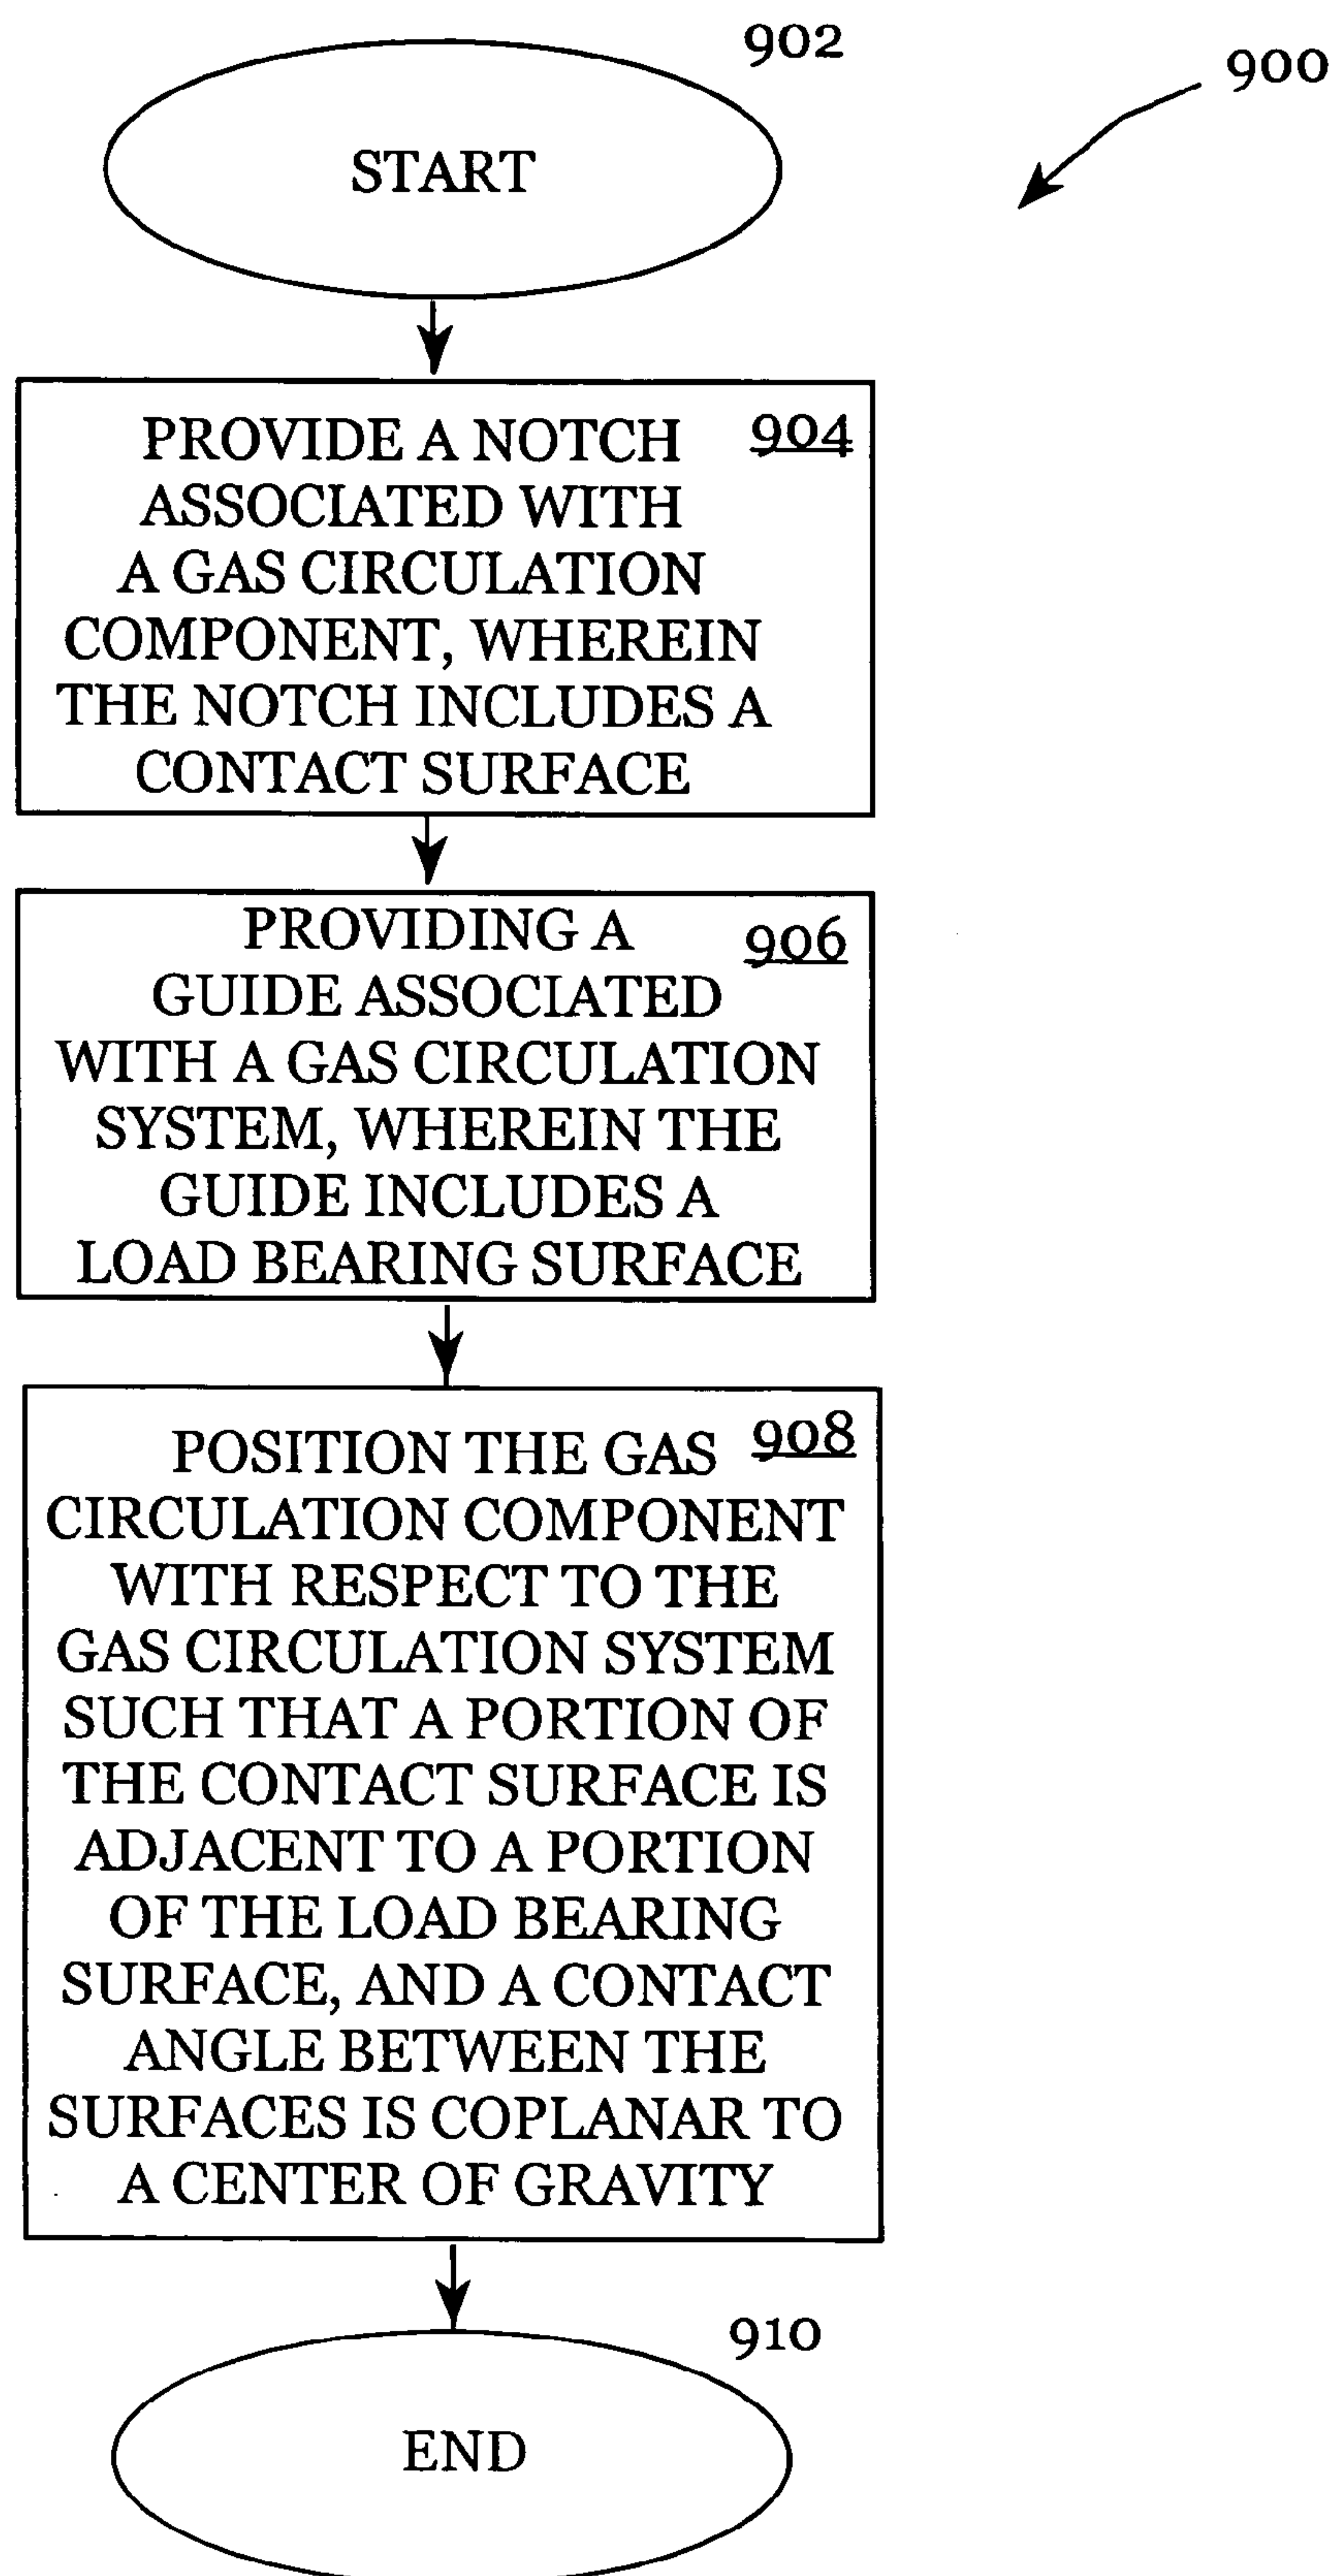 902
900
START
904
PROVIDE A NOTCH
ASSOCIATED WITH
A GAS CIRCULATION
COMPONENT, WHEREIN
THE NOTCH INCLUDES A
CONTACT SURFACE
906
PROVIDING A
GUIDE ASSOCIATED
WITH A GAS CIRCULATION
SYSTEM, WHEREIN THE
GUIDE INCLUDES A
LOAD BEARING SURFACE
908
POSITION THE GAS
CIRCULATION COMPONENT
WITH RESPECT TO THE
GAS CIRCULATION SYSTEM
SUCH THAT A PORTION OF
THE CONTACT SURFACE IS
ADJACENT TO A PORTION
OF THE LOAD BEARING
SURFACE, AND A CONTACT
ANGLE BETWEEN THE
SURFACES IS COPLANAR TO
A CENTER OF GRAVITY
910
END